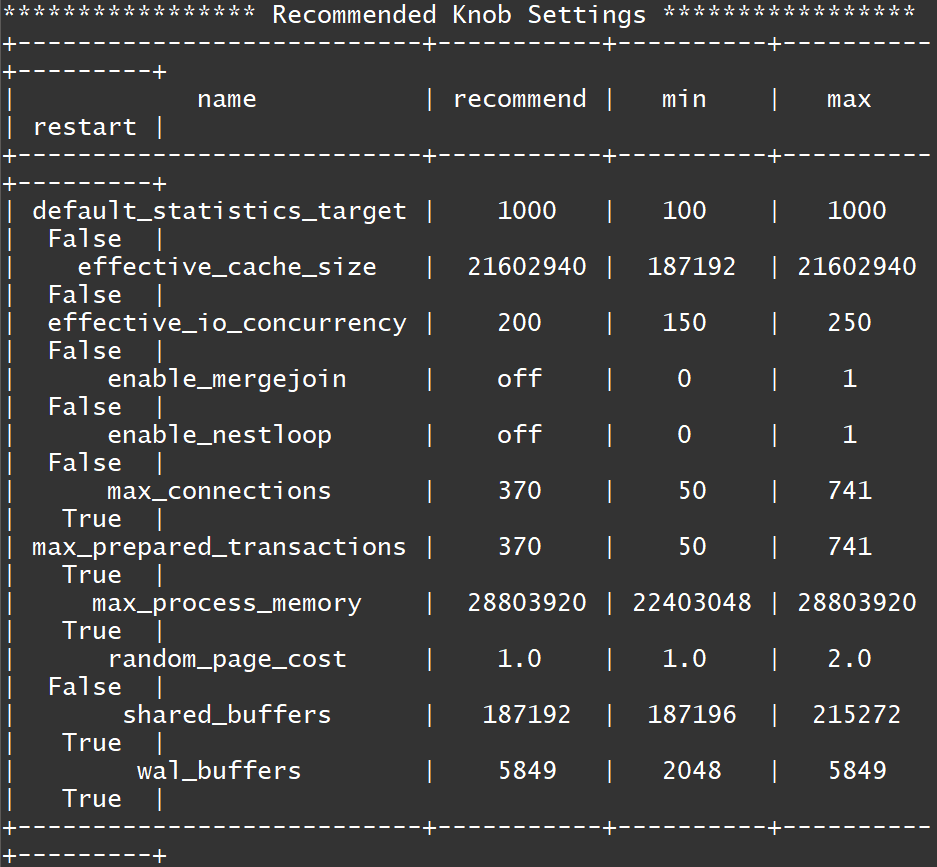 ***************** Recommended Knob Settings *****************
+---------------------------+-----------+----------+----------
+---------+
|            name           | recommend |   min    |   max
| restart |
+---------------------------+-----------+----------+----------
+---------+
| default_statistics_target |    1000   |   100    |   1000
|  False  |
|    effective_cache_size   |  21602940 |  187192  | 21602940
|  False  |
|  effective_io_concurrency |    200    |   150    |   250
|  False  |
|      enable_mergejoin     |    off    |    0     |    1
|  False  |
|      enable_nestloop      |    off    |    0     |    1
|  False  |
|      max_connections      |    370    |    50    |   741
|   True  |
| max_prepared_transactions |    370    |    50    |   741
|   True  |
|     max_process_memory    |  28803920 | 22403048 | 28803920
|   True  |
|      random_page_cost     |    1.0    |   1.0    |   2.0
|  False  |
|       shared_buffers      |   187192  |  187196  |  215272
|   True  |
|        wal_buffers        |    5849   |   2048   |   5849
|   True  |
+---------------------------+-----------+----------+----------
+---------+